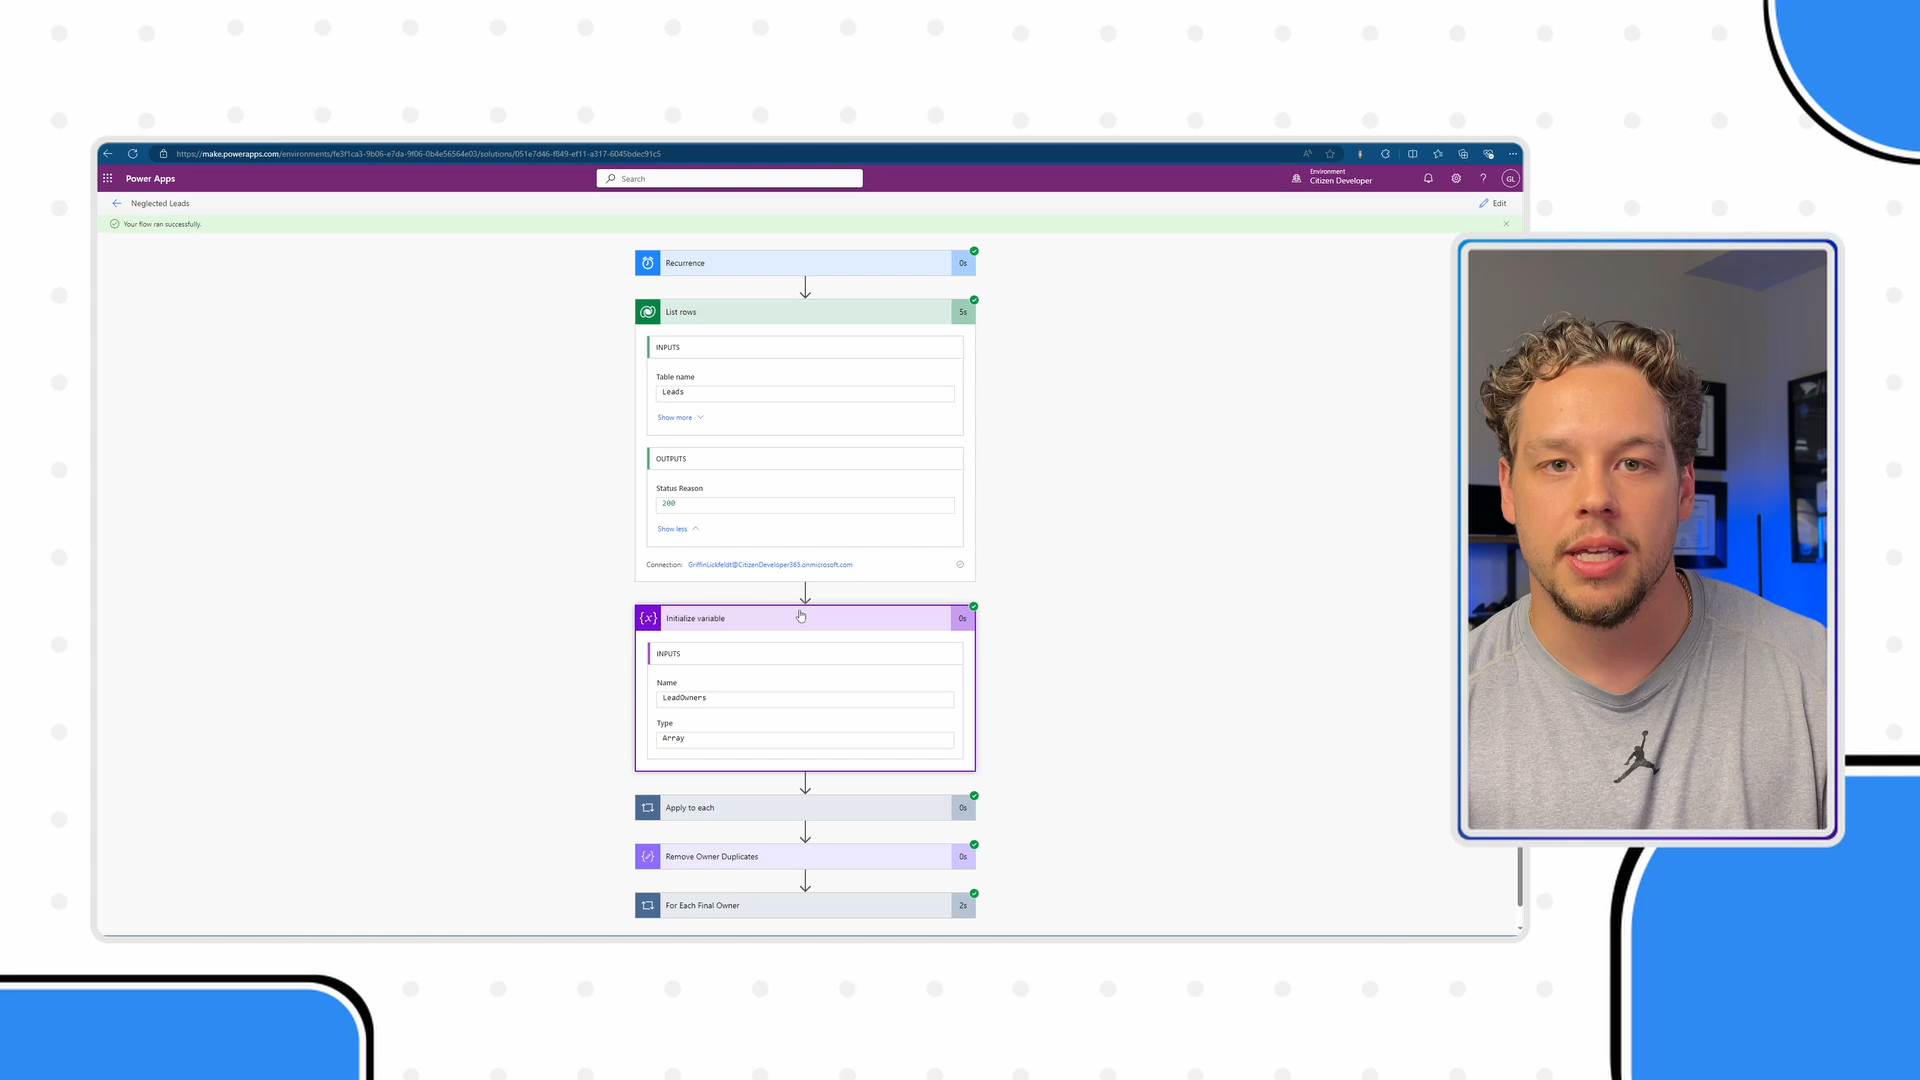 https://make.powerapps.com/environments/fe3f1ca3-9b06-e7da-9f06-0b4e56564e03/solutions/051e7d46-f849-ef11-a317-6045bdec91c5
Power Apps
Search
Environment
Citizen Developer
GL
Neglected Leads
Edit
Your flow ran successfully.
Recurrence
0s
List rows
5s
INPUTS
Table name
Leads
Show more
OUTPUTS
Status Reason
200
Show less
Connection: GriffinLickfeldt@CitizenDeveloper365.onmicrosoft.com
Initialize variable
0s
INPUTS
Name
LeadOwners
Type
Array
Apply to each
0s
Remove Owner Duplicates
0s
For Each Final Owner
2s